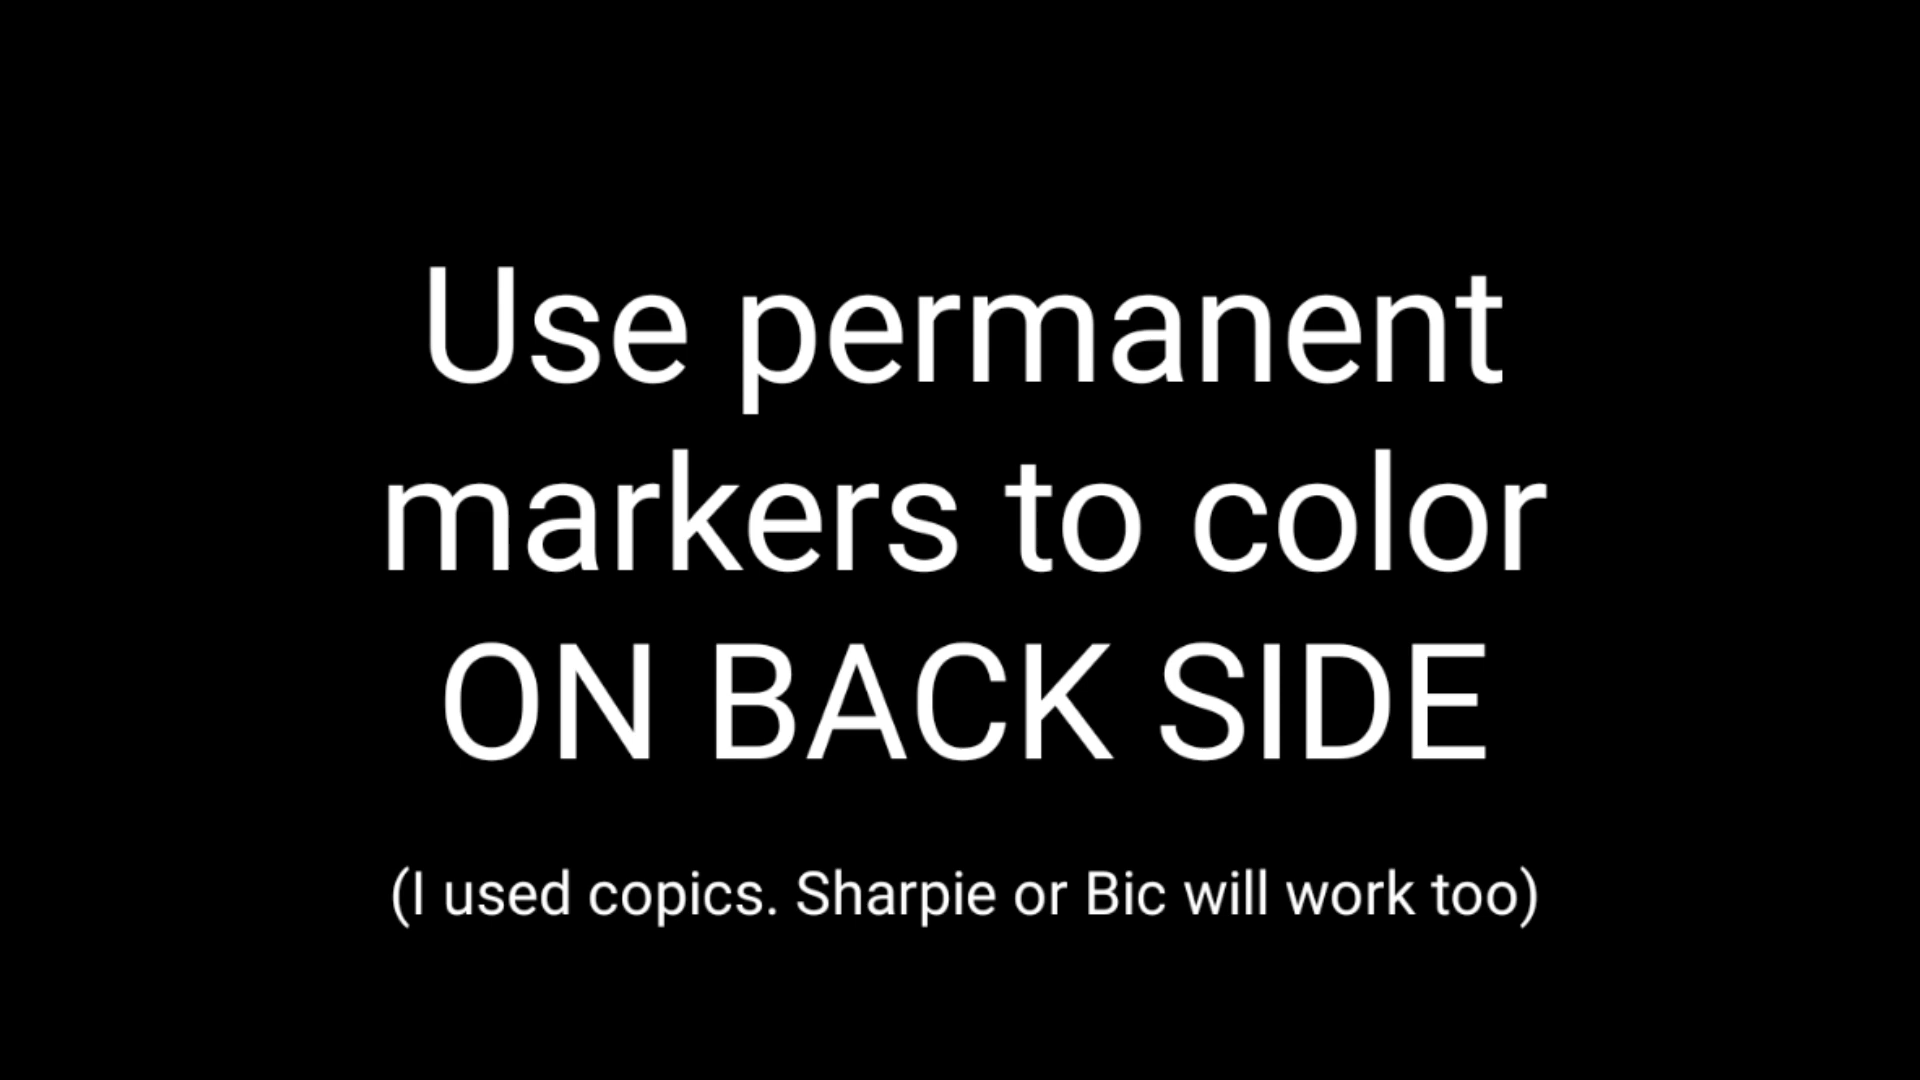 Use permanent
markers to color
ON BACK SIDE
(I used copics. Sharpie or Bic will work too)